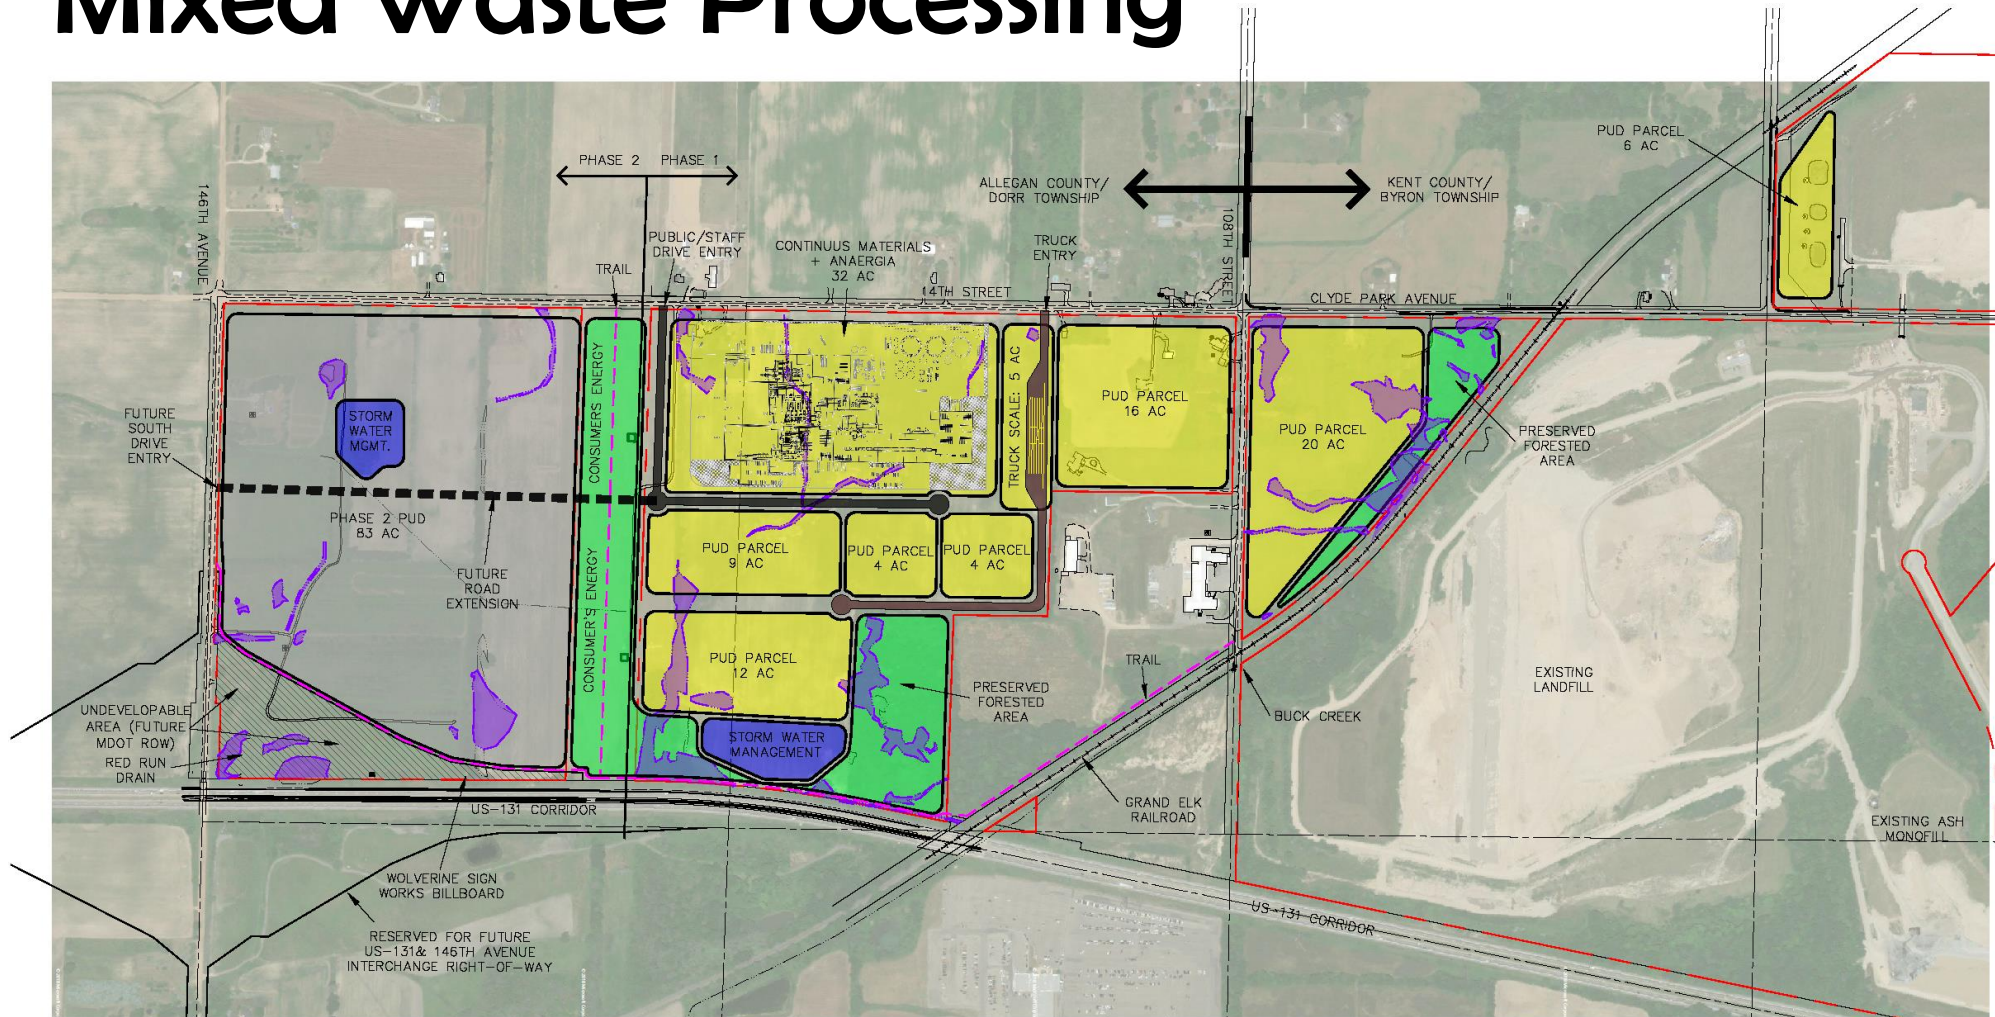 Mixed Waste Processing
PUD PARCEL
6 AC
PHASE 2
PHASE 1
ALLEGAN COUNTY/
DORR TOWNSHIP
KENT COUNTY/
BYRON TOWNSHIP
146TH AVENUE
108TH STREET
PUBLIC/STAFF
DRIVE ENTRY
CONTINUUS MATERIALS
+ ANAERGIA
32 AC
TRUCK
ENTRY
TRAIL
14TH STREET
CLYDE PARK AVENUE
FUTURE
SOUTH
DRIVE
ENTRY
STORM
WATER
MGMT.
CONSUMERS ENERGY
TRUCK SCALE: 5 AC
PUD PARCEL
16 AC
PUD PARCEL
20 AC
PRESERVED
FORESTED
AREA
PHASE 2 PUD
83 AC
FUTURE
ROAD
EXTENSION
CONSUMER'S ENERGY
PUD PARCEL
9 AC
PUD PARCEL
4 AC
PUD PARCEL
4 AC
PUD PARCEL
12 AC
PRESERVED
FORESTED
AREA
TRAIL
EXISTING
LANDFILL
UNDEVELOPABLE
AREA (FUTURE
MDOT ROW)
RED RUN
DRAIN
STORM WATER
MANAGEMENT
BUCK CREEK
US-131 CORRIDOR
GRAND ELK
RAILROAD
EXISTING ASH
MONOFILL
WOLVERINE SIGN
WORKS BILLBOARD
US-131 CORRIDOR
RESERVED FOR FUTURE
US-131& 146TH AVENUE
INTERCHANGE RIGHT-OF-WAY